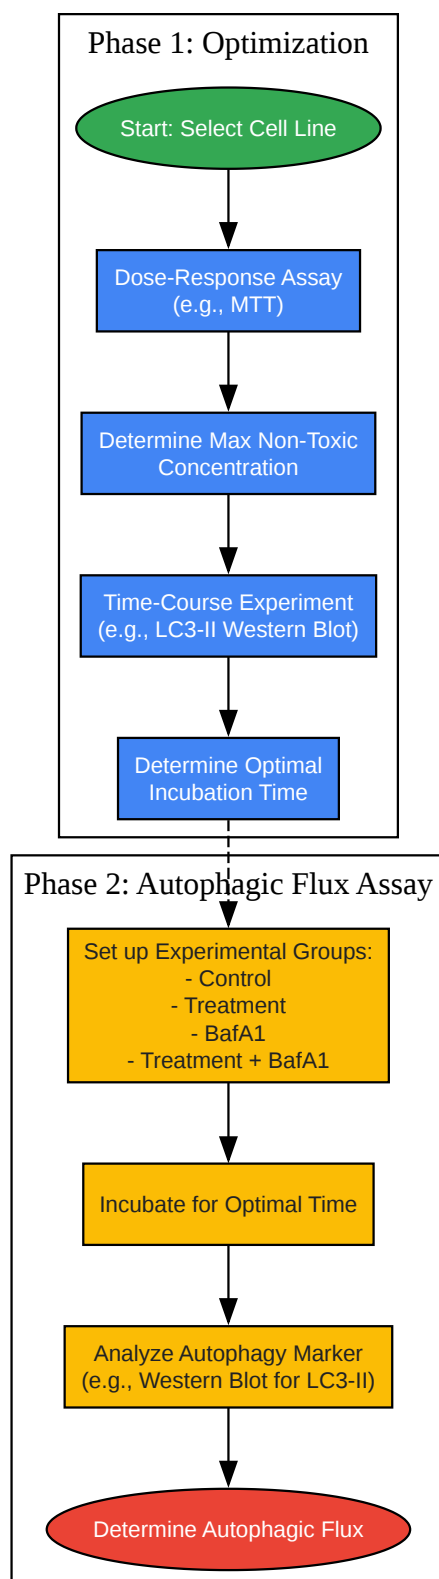 Phase 1: Optimization
Start: Select Cell Line
Dose-Response Assay
(e.g., MTT)
Determine Max Non-Toxic
Concentration
Time-Course Experiment
(e.g., LC3-II Western Blot)
Determine Optimal
Incubation Time
Phase 2: Autophagic Flux Assay
Set up Experimental Groups:
- Control
- Treatment
- BafA1
- Treatment + BafA1
Incubate for Optimal Time
Analyze Autophagy Marker
(e.g., Western Blot for LC3-II)
Determine Autophagic Flux